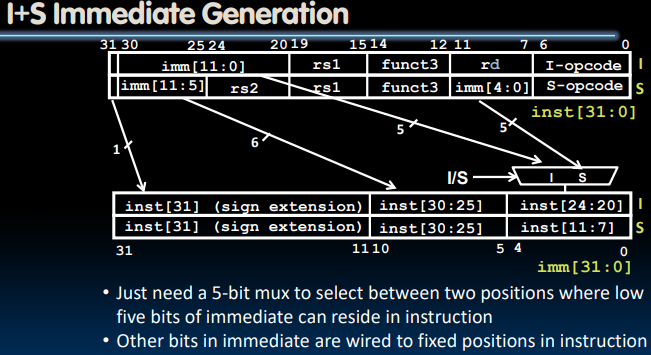 I+S Immediate Generation
31 30 25 24 20 19 15 14 12 11 7 6 0
imm[11:0] rs1 funct3 rd I-opcode I
imm[11:5] rs2 rs1 funct3 imm[4:0] S-opcode S
inst[31:0]
1 6 5 5
I/S I S
inst[31] (sign extension) inst[30:25] inst[24:20] I
inst[31] (sign extension) inst[30:25] inst[11:7] S
31 11 10 5 4 0
imm[31:0]
• Just need a 5-bit mux to select between two positions where low
five bits of immediate can reside in instruction
• Other bits in immediate are wired to fixed positions in instruction